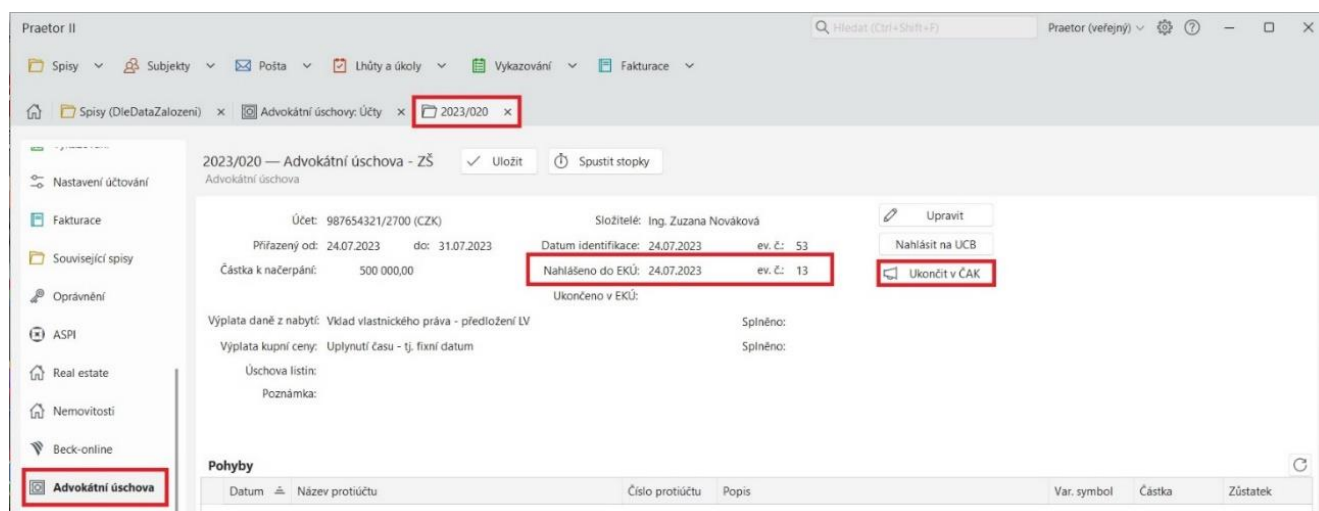 Praetor II
Hledat (Ctrl+Shift+F)
Praetor (veřejný)
Spisy
Subjekty
Pošta
Lhůty a úkoly
Vykazování
Fakturace
Spisy (DleDataZalozeni)
Advokátní úschovy: Účty
2023/020
Nastavení účtování
Fakturace
Související spisy
Oprávnění
ASPI
Real estate
Nemovitosti
Beck-online
Advokátní úschova
2023/020 — Advokátní úschova - ZŠ
Uložit
Spustit stopky
Advokátní úschova
Účet: 987654321/2700 (CZK)
Složitelé: Ing. Zuzana Nováková
Upravit
Přiřazený od: 24.07.2023 do: 31.07.2023
Datum identifikace: 24.07.2023 ev. č.: 53
Nahlásit na UCB
Částka k načerpání: 500 000,00
Nahlášeno do EKÚ: 24.07.2023 ev. č.: 13
Ukončit v ČAK
Ukončeno v EKÚ:
Výplata daně z nabytí: Vklad vlastnického práva - předložení LV
Splněno:
Výplata kupní ceny: Uplynutí času - tj. fixní datum
Splněno:
Úschova listin:
Poznámka:
Pohyby
Datum Název protiúčtu Číslo protiúčtu Popis Var. symbol Částka Zůstatek